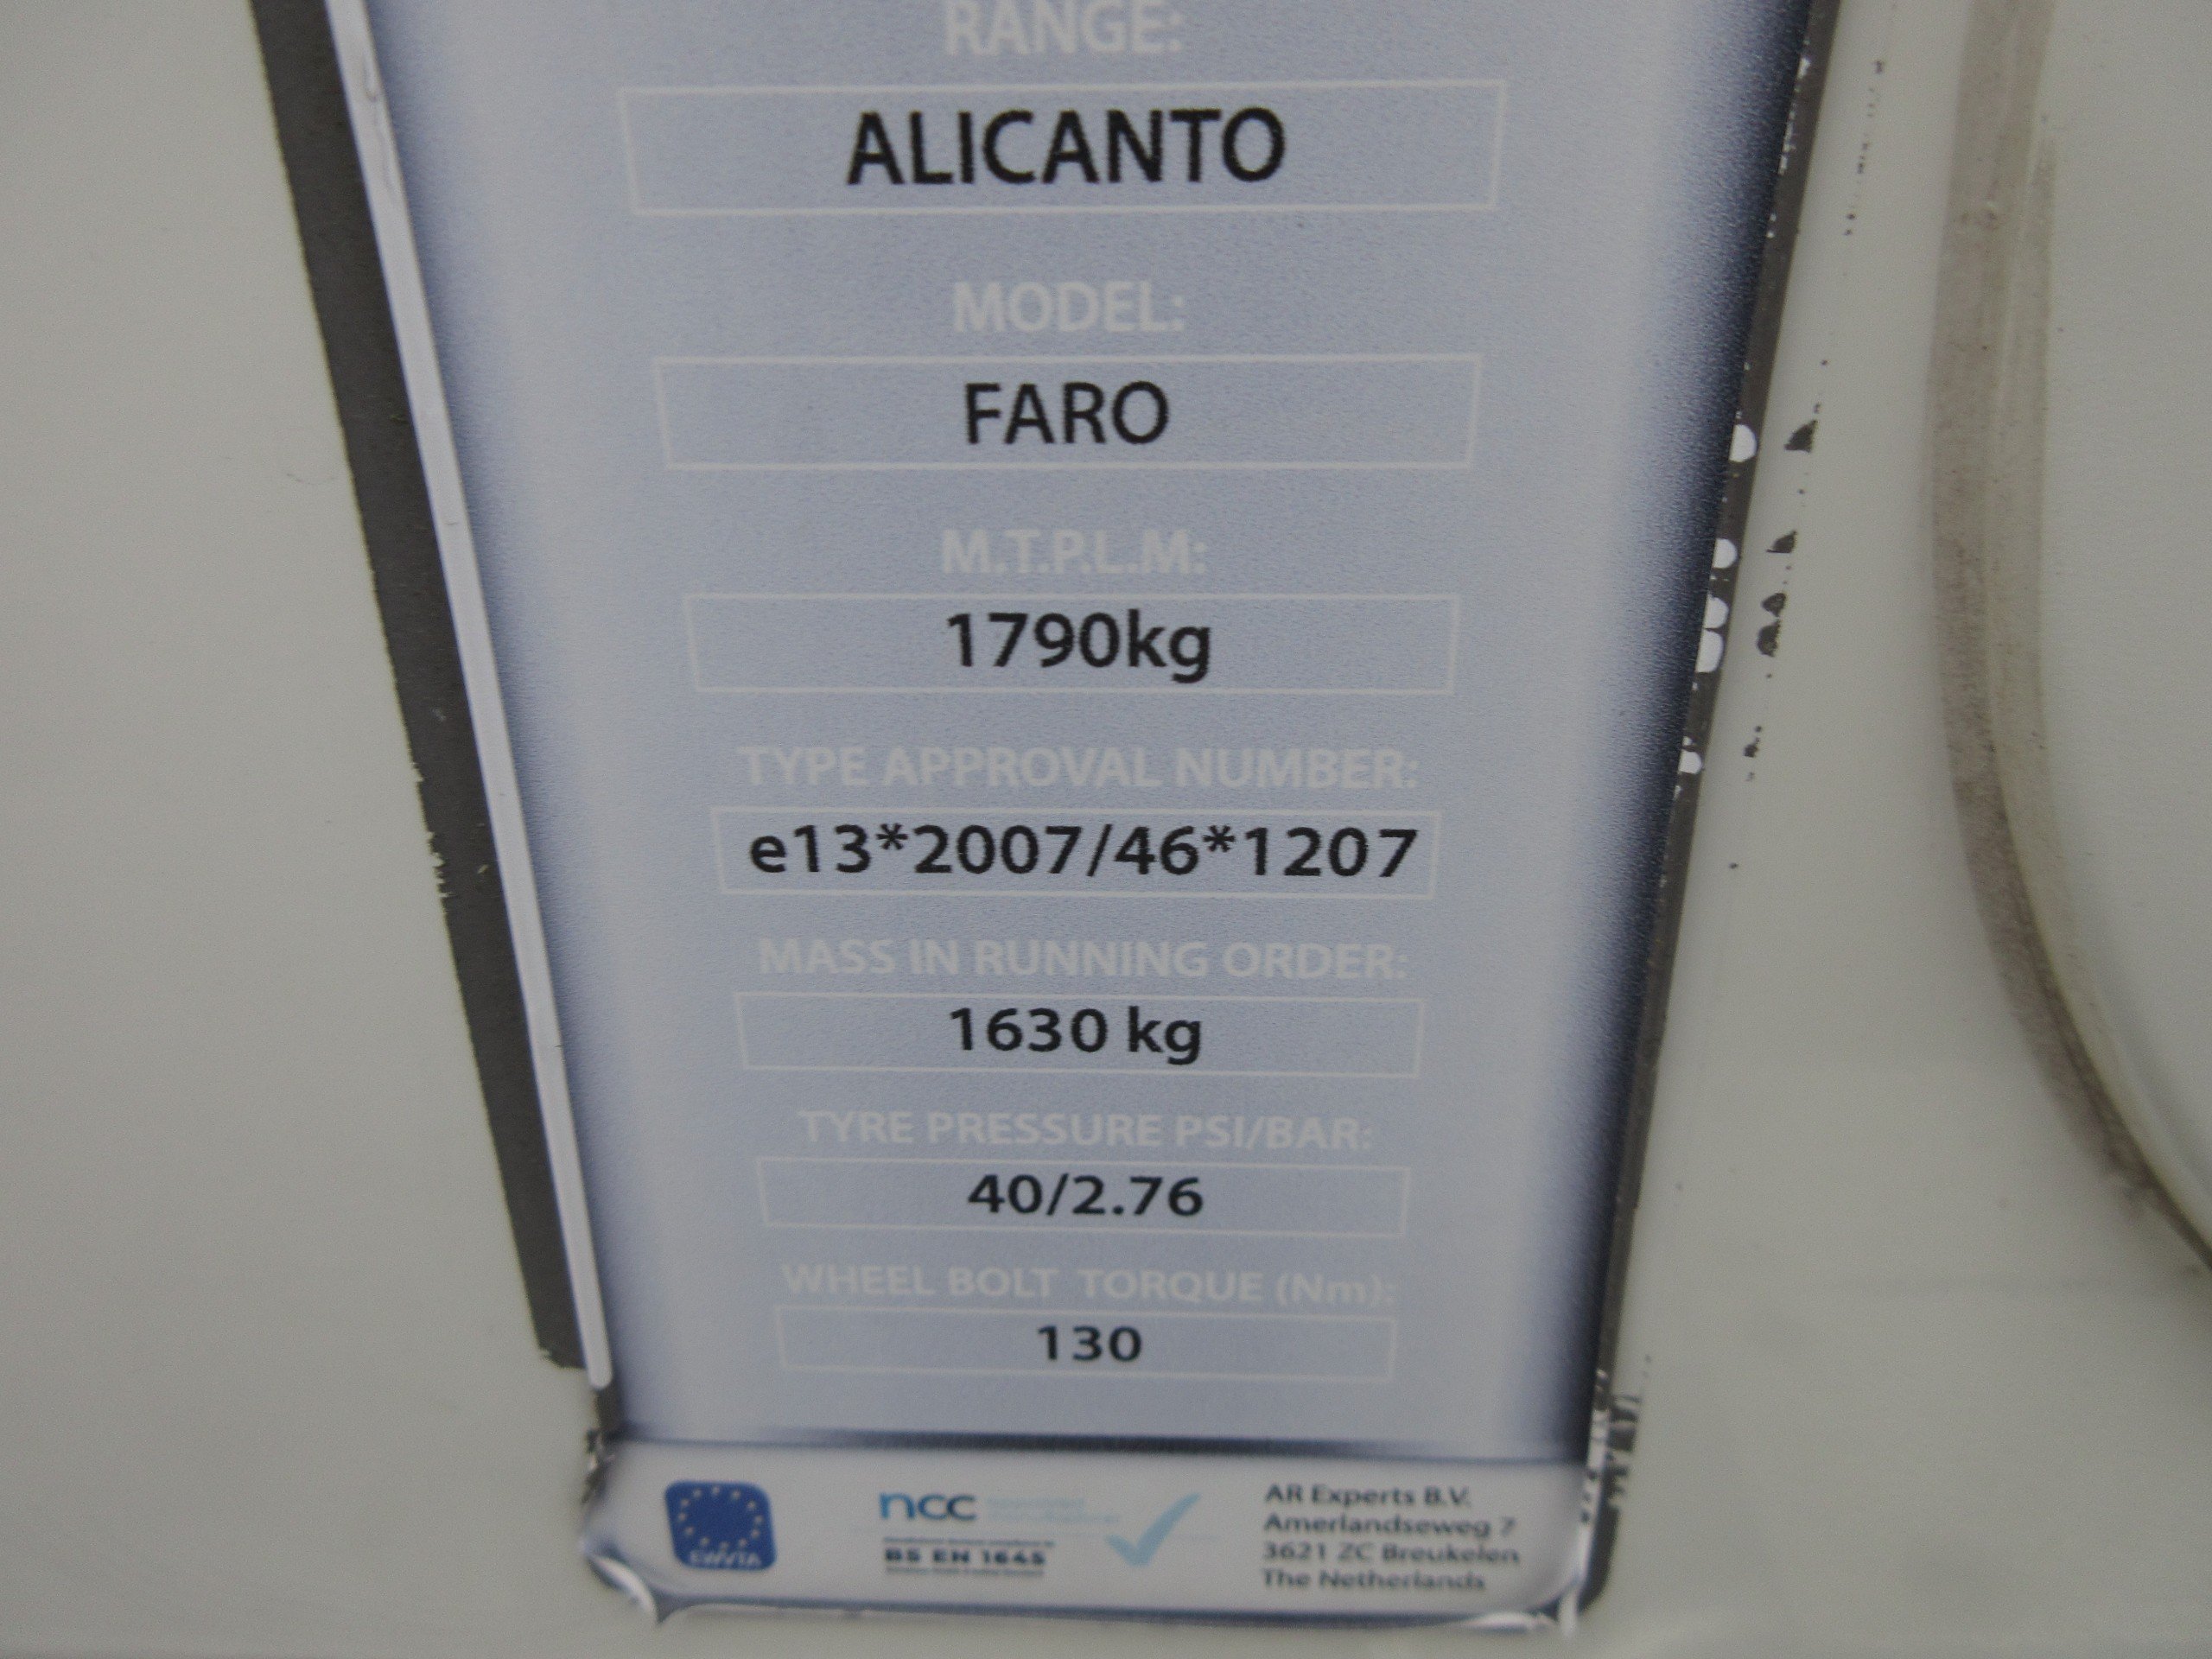 RANGE:
ALICANTO
MODEL:
FARO
M.T.P.L.M:
1790kg
TYPE APPROVAL NUMBER:
e13*2007/46*1207
MASS IN RUNNING ORDER:
1630 kg
TYRE PRESSURE PSI/BAR:
40/2.76
WHEEL BOLT TORQUE (Nm):
130
EWVTA
ncc
BS EN 1645
AR Experts B.V.
Amerlandseweg 7
3621 ZC Breukelen
The Netherlands